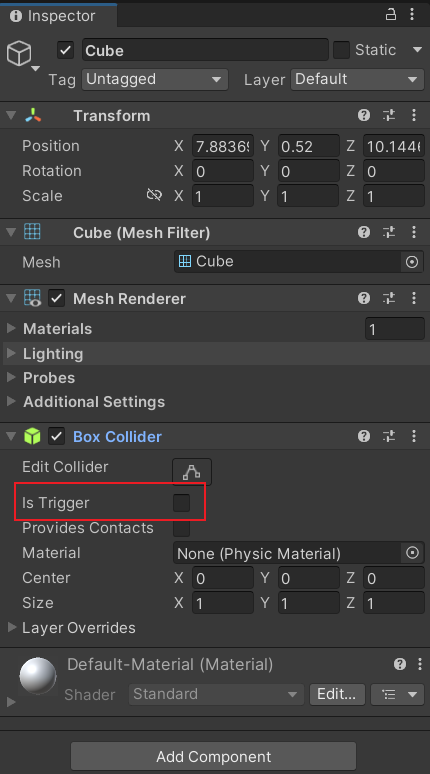 Inspector
Cube
Static
Tag Untagged Layer Default
Transform
Position X 7.88369 Y 0.52 Z 10.1446
Rotation X 0 Y 0 Z 0
Scale X 1 Y 1 Z 1
Cube (Mesh Filter)
Mesh Cube
Mesh Renderer
Materials 1
Lighting
Probes
Additional Settings
Box Collider
Edit Collider
Is Trigger
Provides Contacts
Material None (Physic Material)
Center X 0 Y 0 Z 0
Size X 1 Y 1 Z 1
Layer Overrides
Default-Material (Material)
Shader Standard Edit...
Add Component